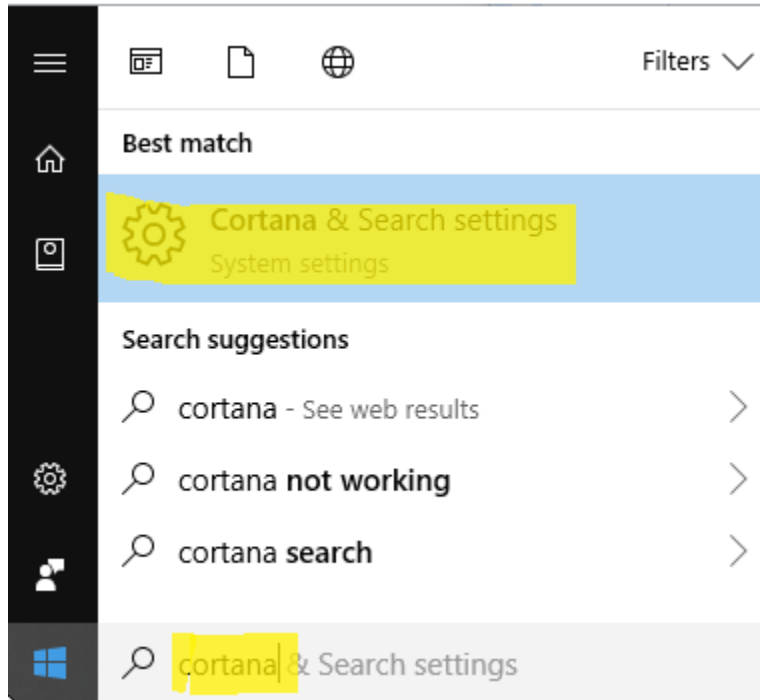 Filters
Best match
Cortana & Search settings
System settings
Search suggestions
cortana - See web results
cortana not working
cortana search
cortana & Search settings